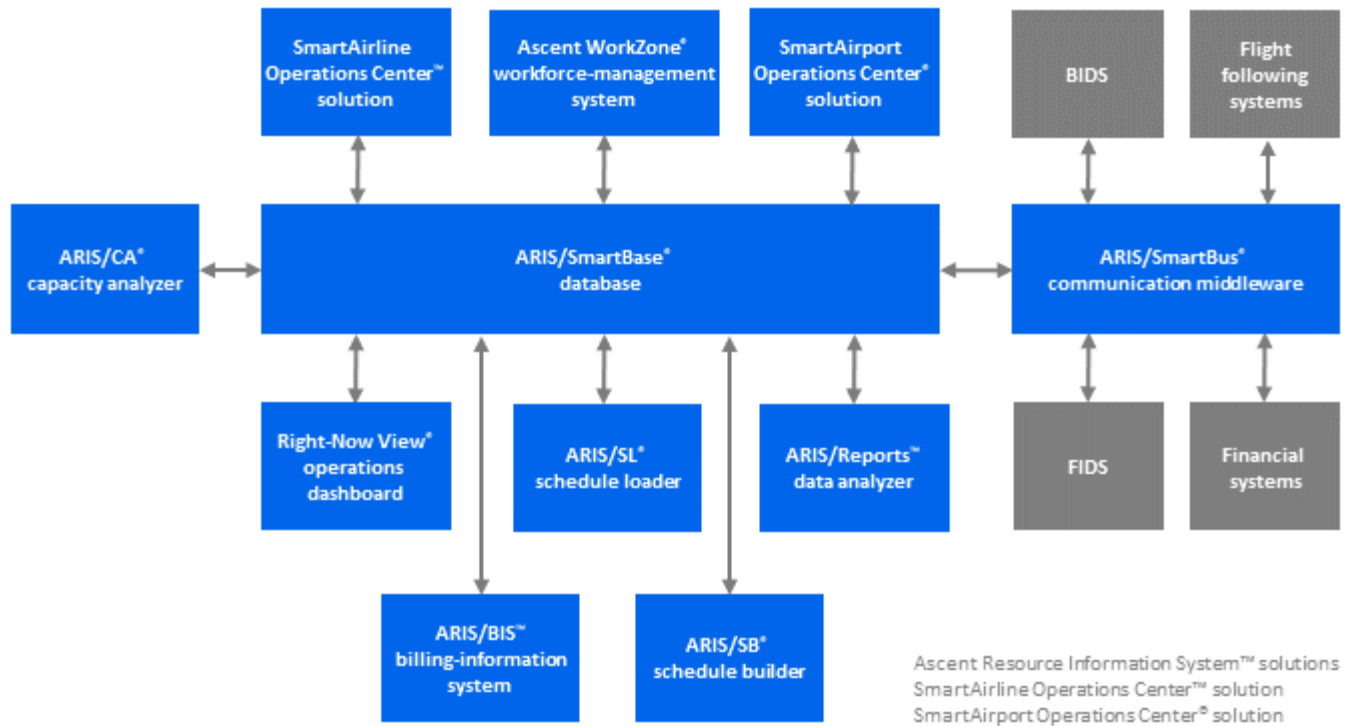 SmartAirline
Operations Center™
solution
Ascent WorkZone®
workforce-management
system
SmartAirport
Operations Center®
solution
BIDS
Flight
following
systems
ARIS/CA®
capacity analyzer
ARIS/SmartBase®
database
ARIS/SmartBus®
communication middleware
Right-Now View®
operations
dashboard
ARIS/SL®
schedule loader
ARIS/Reports™
data analyzer
FIDS
Financial
systems
ARIS/BIS™
billing-information
system
ARIS/SB®
schedule builder
Ascent Resource Information System™ solutions
SmartAirline Operations Center™ solution
SmartAirport Operations Center® solution